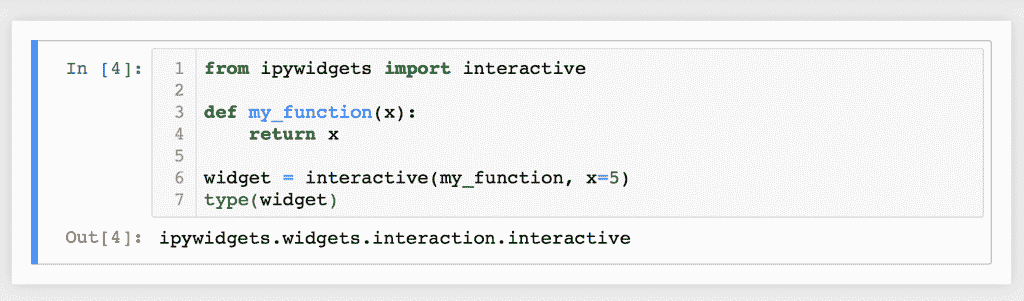 In [4]: 1 from ipywidgets import interactive
2
3 def my_function(x):
4     return x
5
6 widget = interactive(my_function, x=5)
7 type(widget)
Out[4]: ipywidgets.widgets.interaction.interactive